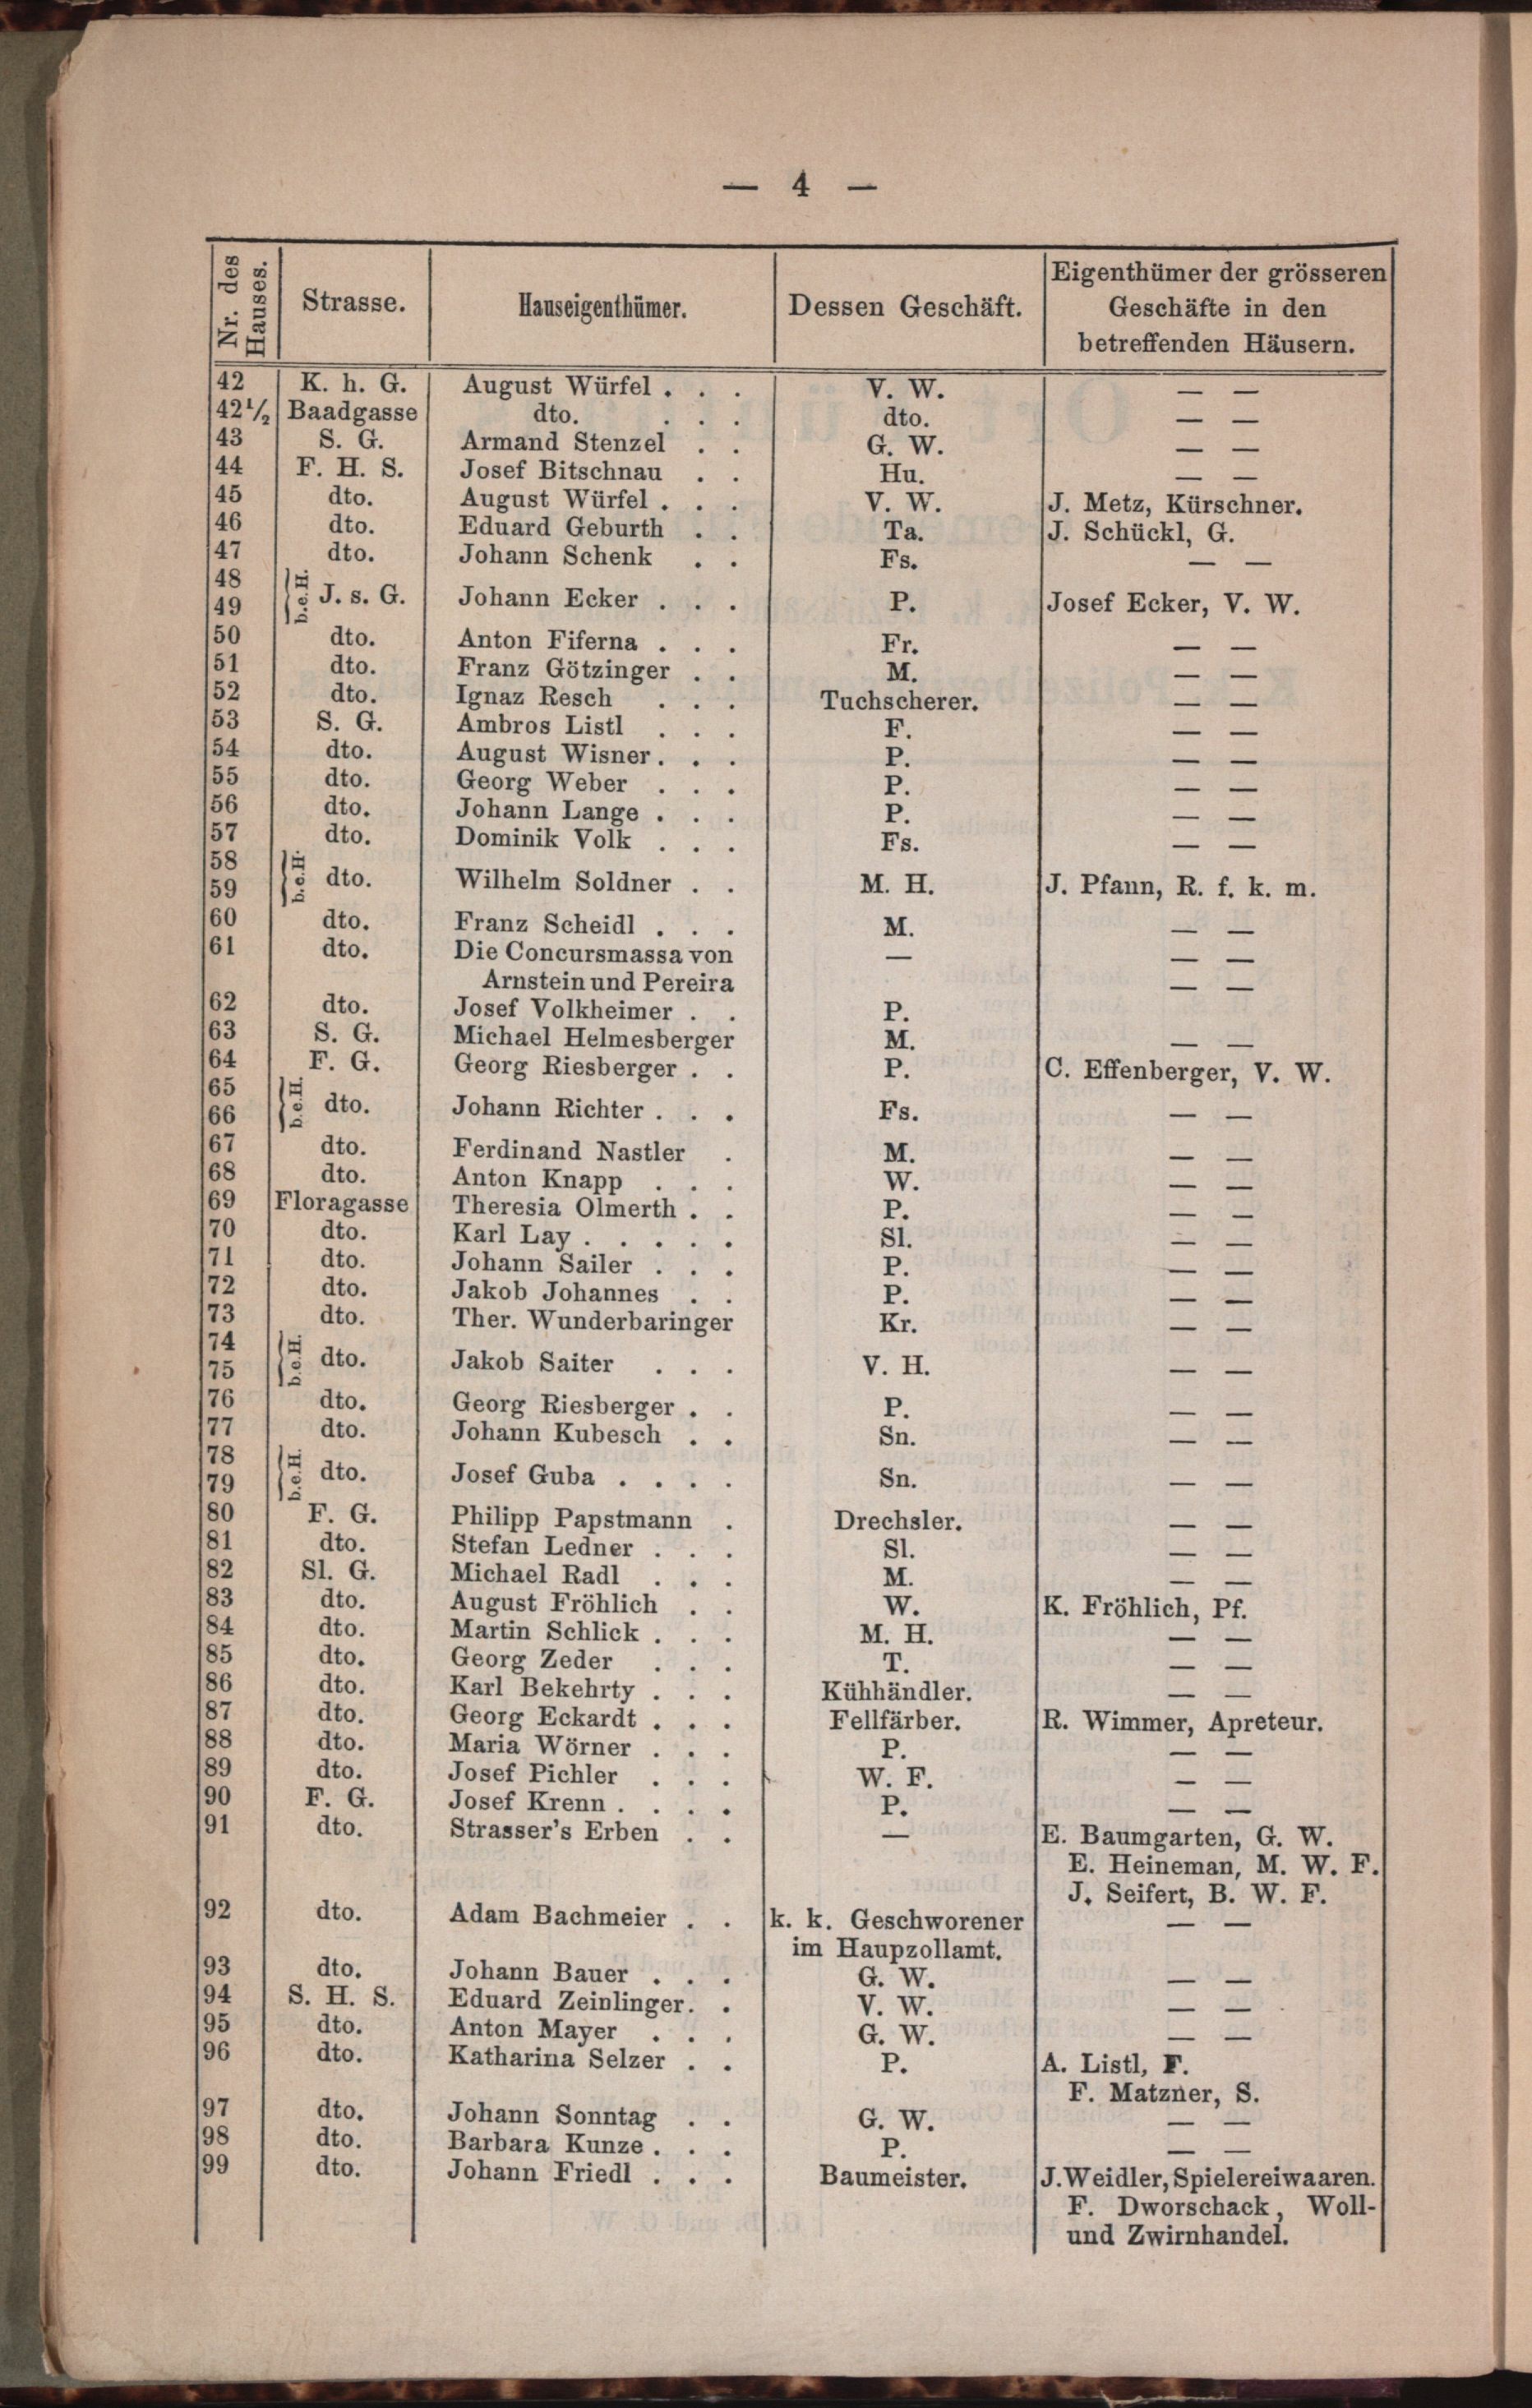 — 4 —
Nr. des Hauses. | Strasse. | Hauseigenthümer. | Dessen Geschäft. | Eigenthümer der grösseren Geschäfte in den betreffenden Häusern.
42 | K. h. G. | August Würfel . . . | V. W. | — —
42½ | Baadgasse | dto. . . . | dto. | — —
43 | S. G. | Armand Stenzel . . | G. W. | — —
44 | F. H. S. | Josef Bitschnau . . | Hu. | — —
45 | dto. | August Würfel . . . | V. W. | J. Metz, Kürschner.
46 | dto. | Eduard Geburth . . | Ta. | J. Schückl, G.
47 | dto. | Johann Schenk . . | Fs. | — —
48 49 | b.e.H. J. s. G. | Johann Ecker . . . | P. | Josef Ecker, V. W.
50 | dto. | Anton Fiferna . . . | Fr. | — —
51 | dto. | Franz Götzinger . . | M. | — —
52 | dto. | Ignaz Resch . . . | Tuchscherer. | — —
53 | S. G. | Ambros Listl . . . | F. | — —
54 | dto. | August Wisner . . . | P. | — —
55 | dto. | Georg Weber . . . | P. | — —
56 | dto. | Johann Lange . . . | P. | — —
57 | dto. | Dominik Volk . . . | Fs. | — —
58 59 | b.e.H. dto. | Wilhelm Soldner . . | M. H. | J. Pfann, R. f. k. m.
60 | dto. | Franz Scheidl . . . | M. | — —
61 | dto. | Die Concursmassa von | — | — —
Arnstein und Pereira | — —
62 | dto. | Josef Volkheimer . . | P.
63 | S. G. | Michael Helmesberger | M. | — —
64 | F. G. | Georg Riesberger . . | P. | C. Effenberger, V. W.
65 66 | b.e.H. dto. | Johann Richter . . . | Fs. | — —
67 | dto. | Ferdinand Nastler . | M. | — —
68 | dto. | Anton Knapp . . . | W. | — —
69 | Floragasse | Theresia Olmerth . . | P. | — —
70 | dto. | Karl Lay . . . . . | Sl. | — —
71 | dto. | Johann Sailer . . . | P. | — —
72 | dto. | Jakob Johannes . . | P. | — —
73 | dto. | Ther. Wunderbaringer | Kr. | — —
74 75 | b.e.H. dto. | Jakob Saiter . . . | V. H. | — —
76 | dto. | Georg Riesberger . . | P. | — —
77 | dto. | Johann Kubesch . . | Sn. | — —
78 79 | b.e.H. dto. | Josef Guba . . . . | Sn. | — —
80 | F. G. | Philipp Papstmann . | Drechsler. | — —
81 | dto. | Stefan Ledner . . . | Sl. | — —
82 | Sl. G. | Michael Radl . . . | M. | — —
83 | dto. | August Fröhlich . . | W. | K. Fröhlich, Pf.
84 | dto. | Martin Schlick . . . | M. H. | — —
85 | dto. | Georg Zeder . . . | T. | — —
86 | dto. | Karl Bekehrty . . . | Kühhändler. | — —
87 | dto. | Georg Eckardt . . . | Fellfärber. | R. Wimmer, Apreteur.
88 | dto. | Maria Wörner . . . | P. | — —
89 | dto. | Josef Pichler . . . | W. F. | — —
90 | F. G. | Josef Krenn . . . . | P. | — —
91 | dto. | Strasser's Erben . . | — | E. Baumgarten, G. W.
E. Heineman, M. W. F.
J. Seifert, B. W. F.
92 | dto. | Adam Bachmeier . . | k. k. Geschworener | — —
im Haupzollamt.
93 | dto. | Johann Bauer . . . | G. W. | — —
94 | S. H. S. | Eduard Zeinlinger. . | V. W. | — —
95 | dto. | Anton Mayer . . . | G. W. | — —
96 | dto. | Katharina Selzer . . | P. | A. Listl, F.
F. Matzner, S.
97 | dto. | Johann Sonntag . . | G. W. | — —
98 | dto. | Barbara Kunze . . . | P. | — —
99 | dto. | Johann Friedl . . . | Baumeister. | J. Weidler, Spielereiwaaren.
F. Dworschack, Woll-
und Zwirnhandel.